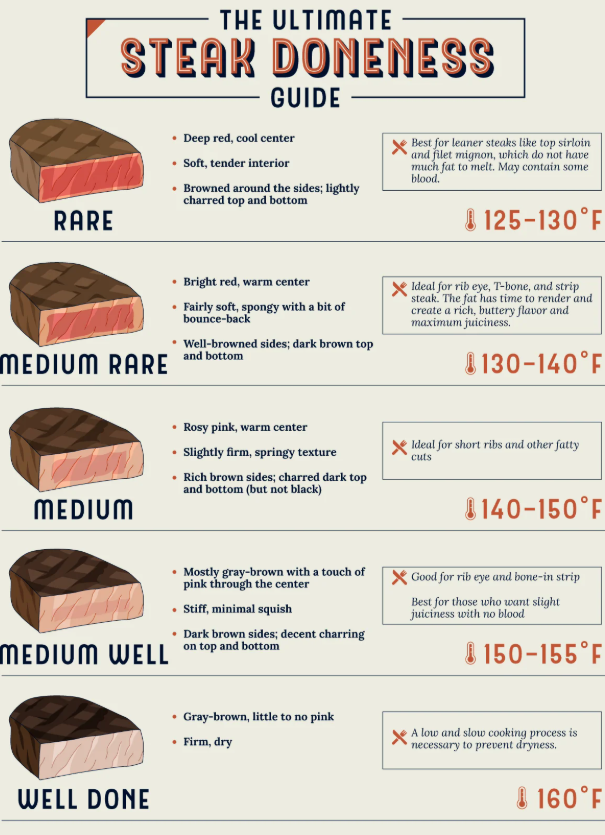 THE ULTIMATE
STEAK DONENESS
GUIDE
• Deep red, cool center
• Soft, tender interior
• Browned around the sides; lightly
charred top and bottom
Best for leaner steaks like top sirloin
and filet mignon, which do not have
much fat to melt. May contain some
blood.
RARE
125-130°F
• Bright red, warm center
• Fairly soft, spongy with a bit of
bounce-back
• Well-browned sides; dark brown top
and bottom
Ideal for rib eye, T-bone, and strip
steak. The fat has time to render and
create a rich, buttery flavor and
maximum juiciness.
MEDIUM RARE
130-140°F
• Rosy pink, warm center
• Slightly firm, springy texture
• Rich brown sides; charred dark top
and bottom (but not black)
Ideal for short ribs and other fatty
cuts
MEDIUM
140-150°F
• Mostly gray-brown with a touch of
pink through the center
• Stiff, minimal squish
• Dark brown sides; decent charring
on top and bottom
Good for rib eye and bone-in strip
Best for those who want slight
juiciness with no blood
MEDIUM WELL
150-155°F
• Gray-brown, little to no pink
• Firm, dry
A low and slow cooking process is
necessary to prevent dryness.
WELL DONE
160°F